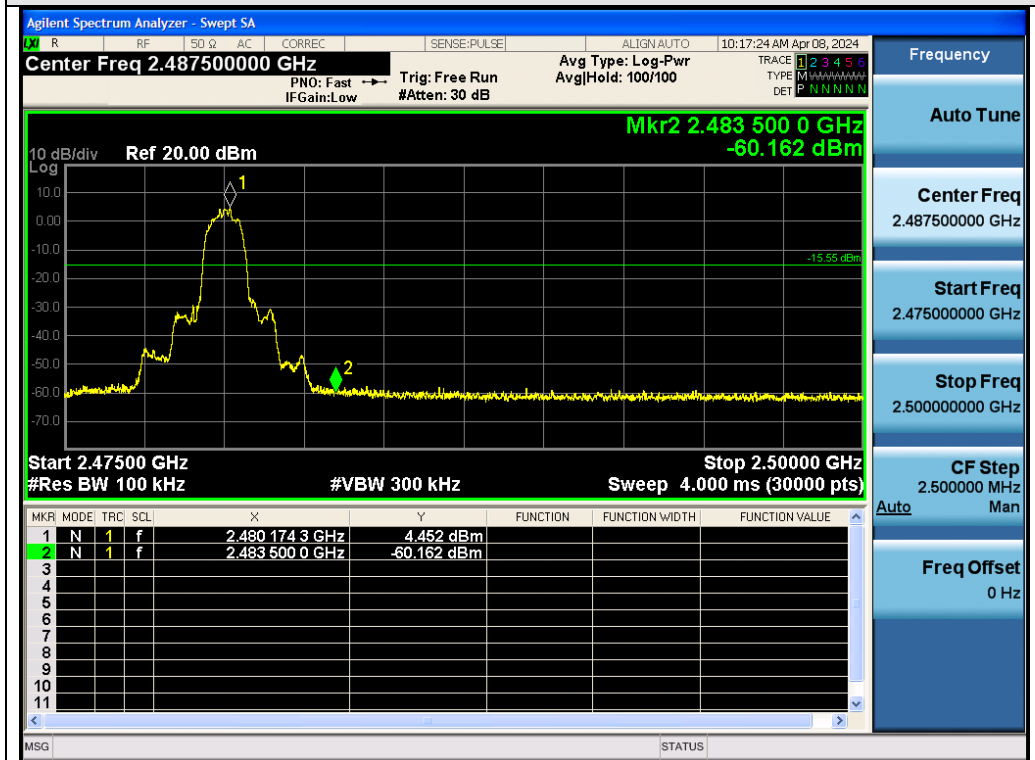 Agilent Spectrum Analyzer - Swept SA
LXI R RF 50 Ω AC CORREC SENSE:PULSE ALIGNAUTO 10:17:24 AM Apr 08, 2024
Center Freq 2.487500000 GHz
PNO: Fast
IFGain:Low
Trig: Free Run
#Atten: 30 dB
Avg Type: Log-Pwr
Avg|Hold: 100/100
TRACE 1 2 3 4 5 6
TYPE M WWWWW
DET P N N N N N
Mkr2 2.483 500 0 GHz
-60.162 dBm
10 dB/div Ref 20.00 dBm
Log
10.0
0.00
-10.0
-20.0
-30.0
-40.0
-50.0
-60.0
-70.0
1
-15.55 dBm
2
Start 2.47500 GHz Stop 2.50000 GHz
#Res BW 100 kHz #VBW 300 kHz Sweep 4.000 ms (30000 pts)
MKR MODE TRC SCL X Y FUNCTION FUNCTION WIDTH FUNCTION VALUE
1 N 1 f 2.480 174 3 GHz 4.452 dBm
2 N 1 f 2.483 500 0 GHz -60.162 dBm
3
4
5
6
7
8
9
10
11
MSG STATUS
Frequency
Auto Tune
Center Freq
2.487500000 GHz
Start Freq
2.475000000 GHz
Stop Freq
2.500000000 GHz
CF Step
2.500000 MHz
Auto Man
Freq Offset
0 Hz